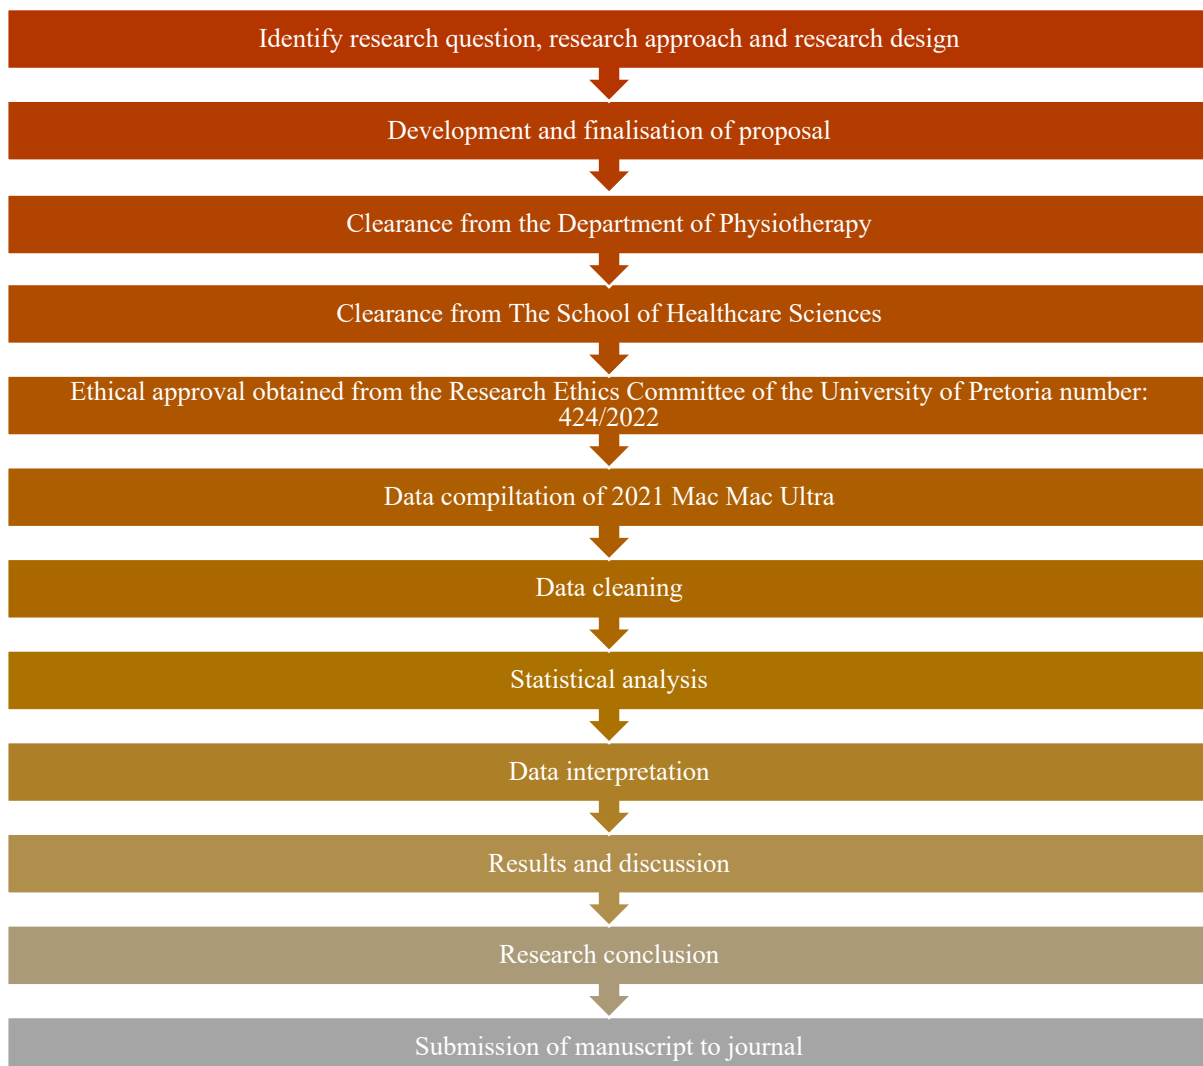 Identify research question, research approach and research design
Development and finalisation of proposal
Clearance from the Department of Physiotherapy
Clearance from The School of Healthcare Sciences
Ethical approval obtained from the Research Ethics Committee of the University of Pretoria number:
424/2022
Data compiltation of 2021 Mac Mac Ultra
Data cleaning
Statistical analysis
Data interpretation
Results and discussion
Research conclusion
Submission of manuscript to journal